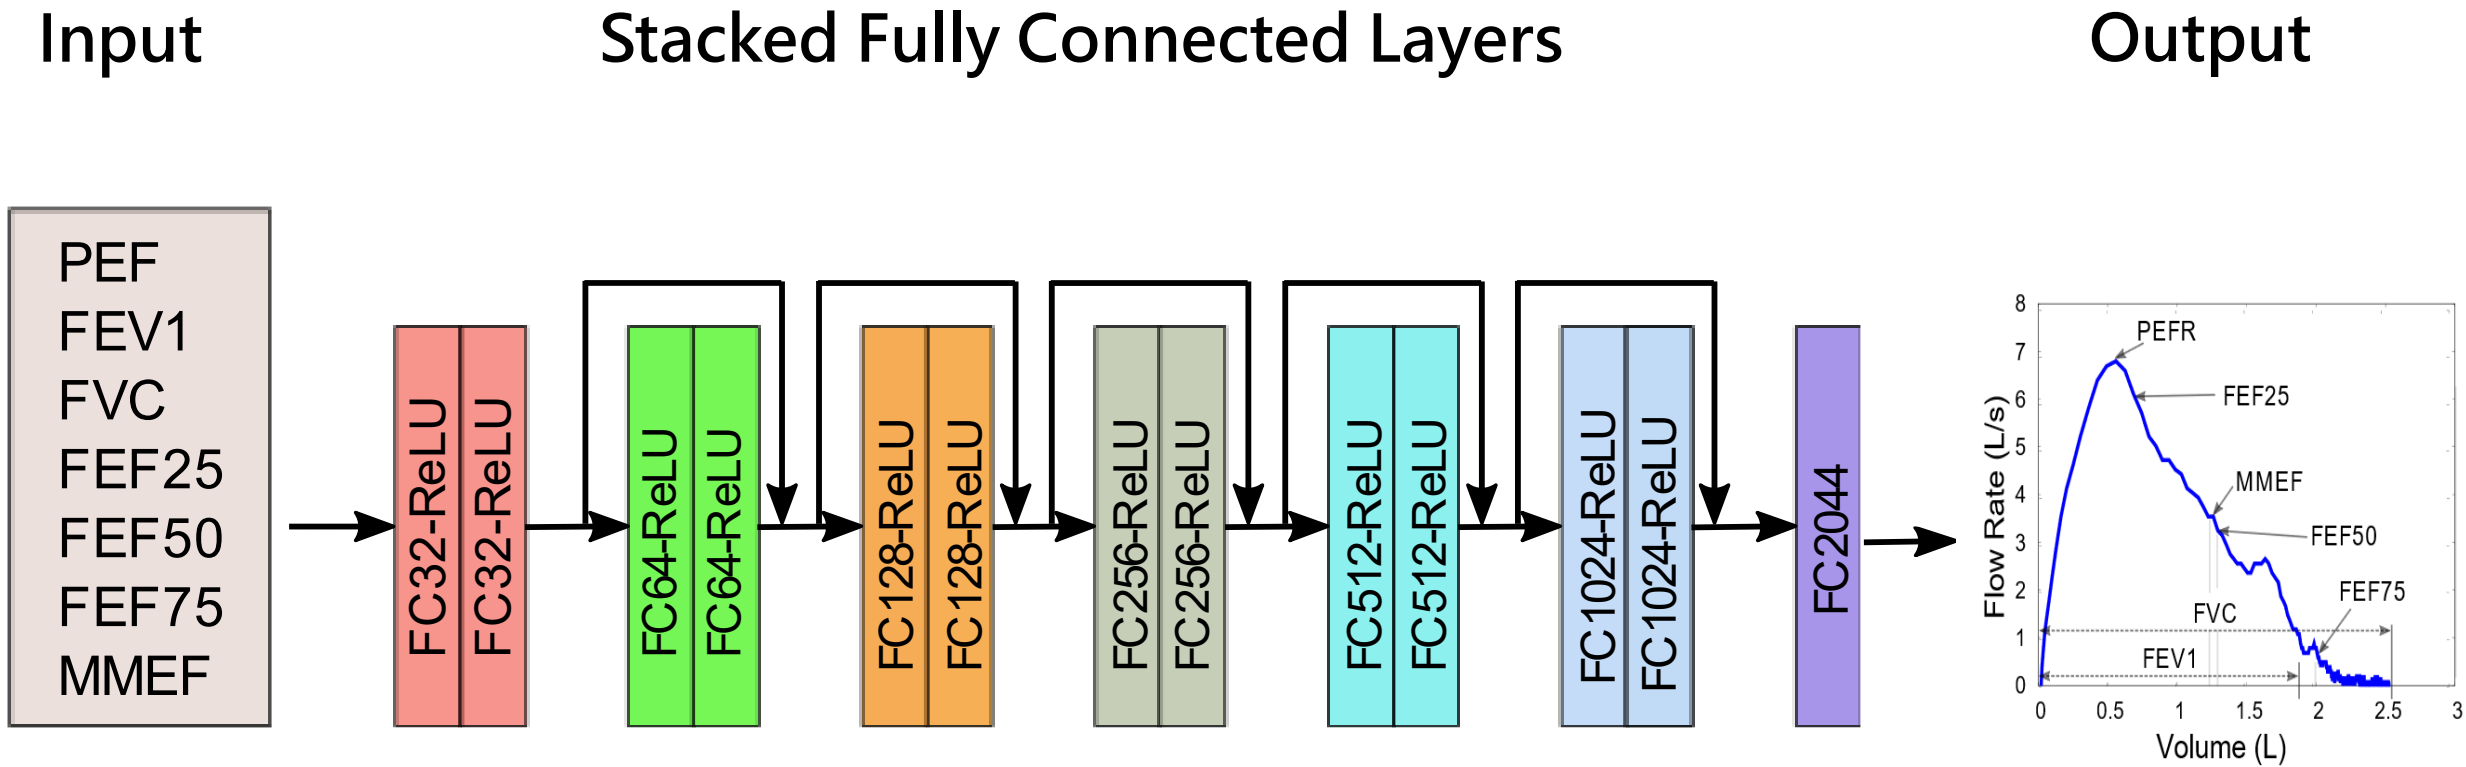 Input
Stacked Fully Connected Layers
Output
PEF
FEV1
FVC
FEF25
FEF50
FEF75
MMEF
FC32-ReLU
FC32-ReLU
FC64-ReLU
FC64-ReLU
FC128-ReLU
FC128-ReLU
FC256-ReLU
FC256-ReLU
FC512-ReLU
FC512-ReLU
FC1024-ReLU
FC1024-ReLU
FC2044
Flow Rate (L/s)
8
7
6
5
4
3
2
1
0
PEFR
FEF25
MMEF
FEF50
FEF75
FVC
FEV1
0 0.5 1 1.5 2 2.5 3
Volume (L)